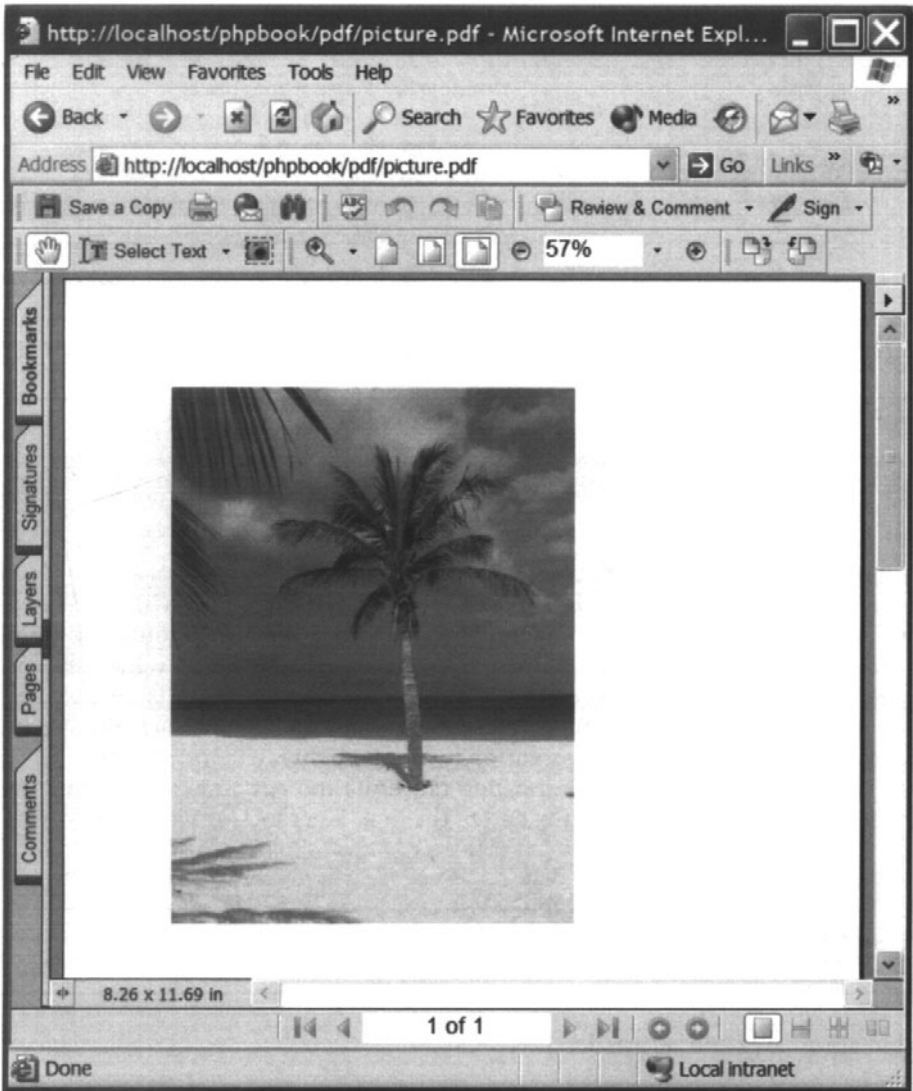 http://localhost/phpbook/pdf/picture.pdf - Microsoft Internet Expl...
File Edit View Favorites Tools Help
Back Search Favorites Media »
Address http://localhost/phpbook/pdf/picture.pdf Go Links »
Save a Copy ABC Review & Comment Sign
T Select Text 57%
Bookmarks
Signatures
Layers
Pages
Comments
8.26 x 11.69 in
1 of 1
Done Local intranet